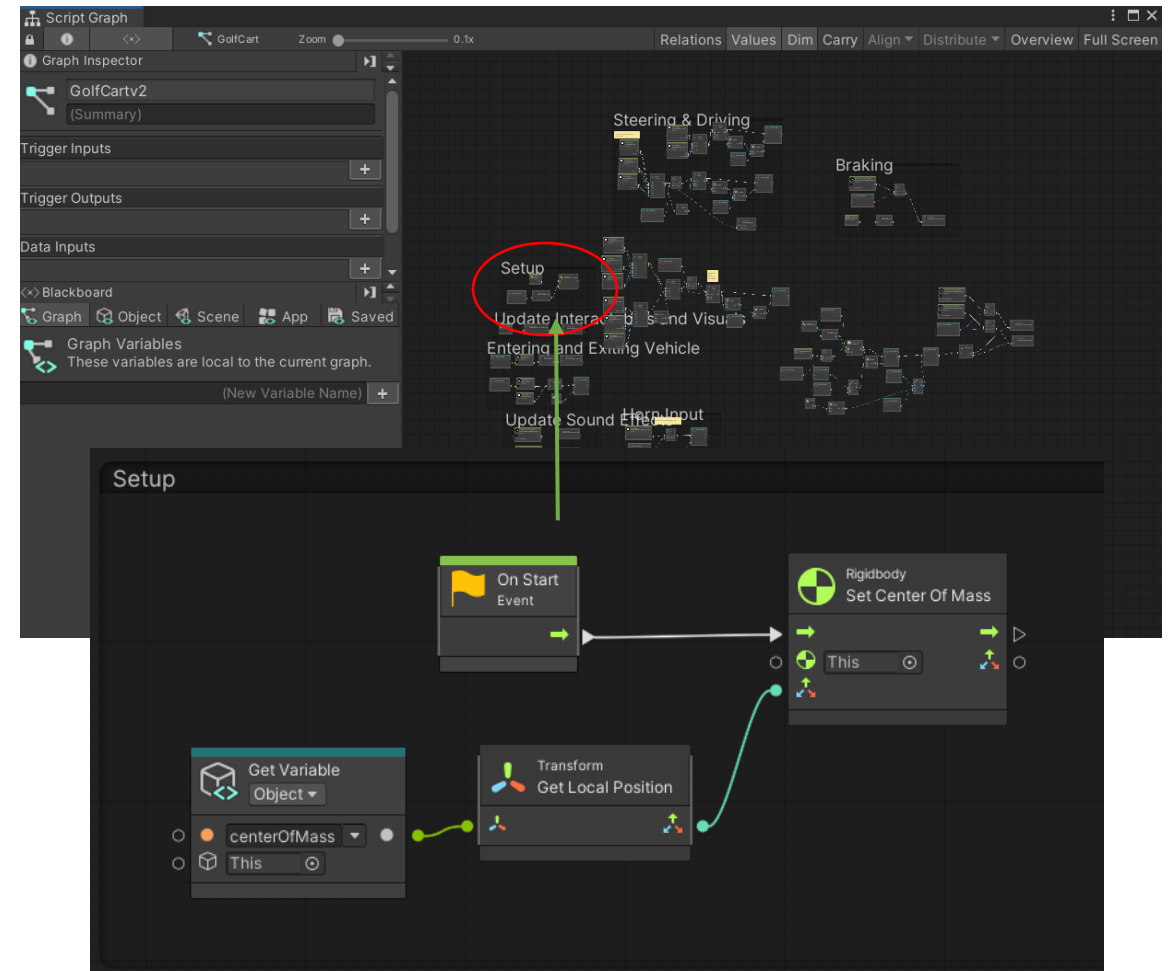 Script Graph
GolfCart
Zoom
0.1x
Relations
Values
Dim
Carry
Align
Distribute
Overview
Full Screen
Graph Inspector
GolfCartv2
(Summary)
Trigger Inputs
Trigger Outputs
Data Inputs
Blackboard
Graph
Object
Scene
App
Saved
Graph Variables
These variables are local to the current graph.
(New Variable Name)
Steering & Driving
Braking
Setup
Update and Visuals
Entering and Exiting Vehicle
Update Sound
Horn Input
Setup
On Start
Event
Rigidbody
Set Center Of Mass
This
Get Variable
Object
centerOfMass
This
Transform
Get Local Position